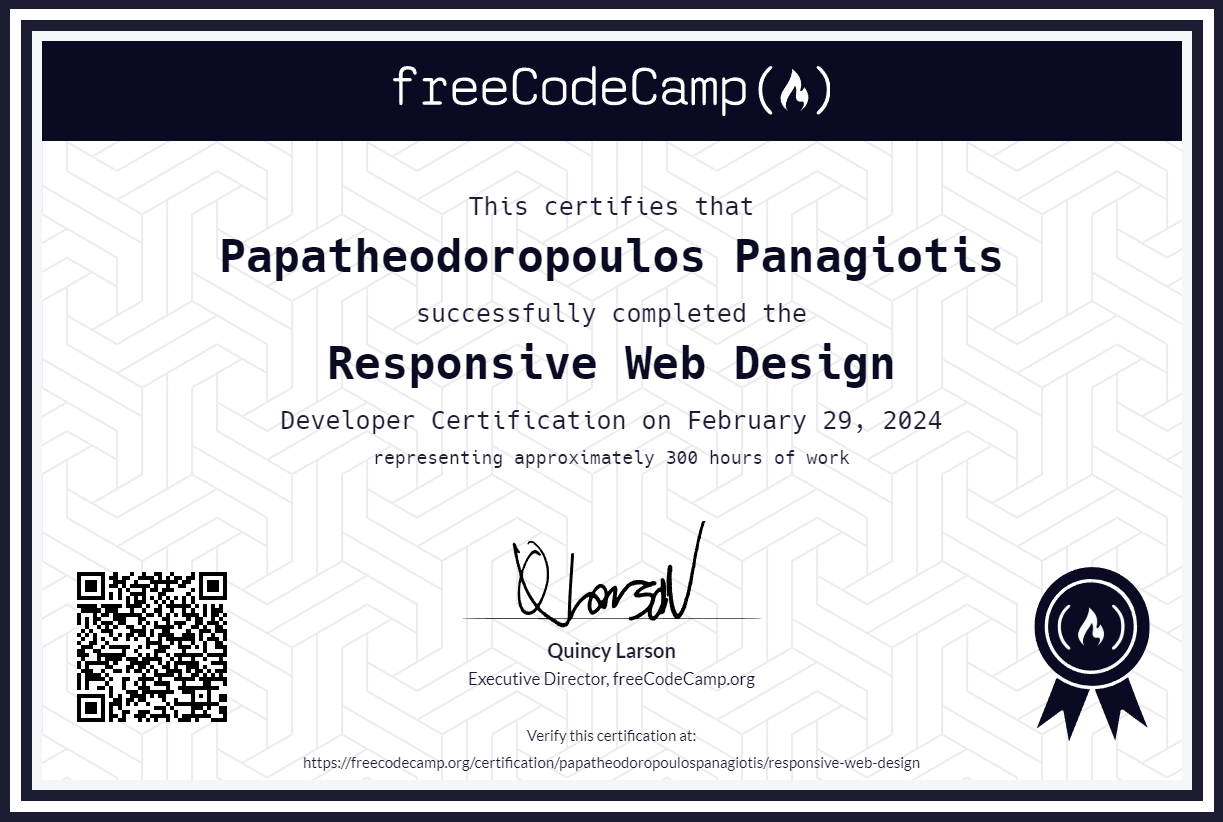 freeCodeCamp(🔥)
This certifies that
Papatheodoropoulos Panagiotis
successfully completed the
Responsive Web Design
Developer Certification on February 29, 2024
representing approximately 300 hours of work
Q Larson
Quincy Larson
Executive Director, freeCodeCamp.org
Verify this certification at:
https://freecodecamp.org/certification/papatheodoropoulospanagiotis/responsive-web-design